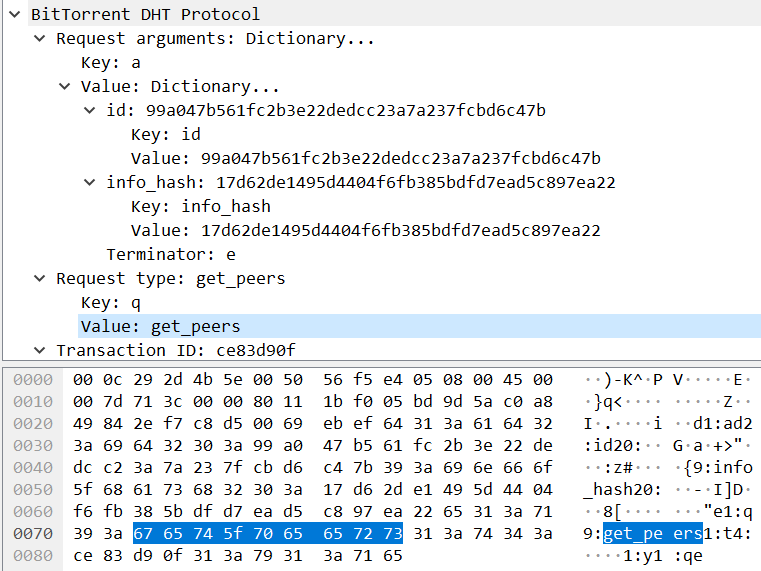 BitTorrent DHT Protocol
Request arguments: Dictionary...
Key: a
Value: Dictionary...
id: 99a047b561fc2b3e22dedcc23a7a237fcbd6c47b
Key: id
Value: 99a047b561fc2b3e22dedcc23a7a237fcbd6c47b
info_hash: 17d62de1495d4404f6fb385bdfd7ead5c897ea22
Key: info_hash
Value: 17d62de1495d4404f6fb385bdfd7ead5c897ea22
Terminator: e
Request type: get_peers
Key: q
Value: get_peers
Transaction ID: ce83d90f
0000 00 0c 29 2d 4b 5e 00 50 56 f5 e4 05 08 00 45 00 ··)-K^·P V·····E·
0010 00 7d 71 3c 00 00 80 11 1b f0 05 bd 9d 5a c0 a8 ·}q<···· ·····Z··
0020 49 84 2e f7 c8 d5 00 69 eb ef 64 31 3a 61 64 32 I·.····i ··d1:ad2
0030 3a 69 64 32 30 3a 99 a0 47 b5 61 fc 2b 3e 22 de :id20:·· G·a·+>"·
0040 dc c2 3a 7a 23 7f cb d6 c4 7b 39 3a 69 6e 66 6f ··:z#··· ·{9:info
0050 5f 68 61 73 68 32 30 3a 17 d6 2d e1 49 5d 44 04 _hash20: ··-·I]D·
0060 f6 fb 38 5b df d7 ea d5 c8 97 ea 22 65 31 3a 71 ··8[···· ···"e1:q
0070 39 3a 67 65 74 5f 70 65 65 72 73 31 3a 74 34 3a 9:get_pe ers1:t4:
0080 ce 83 d9 0f 31 3a 79 31 3a 71 65 ····1:y1 :qe